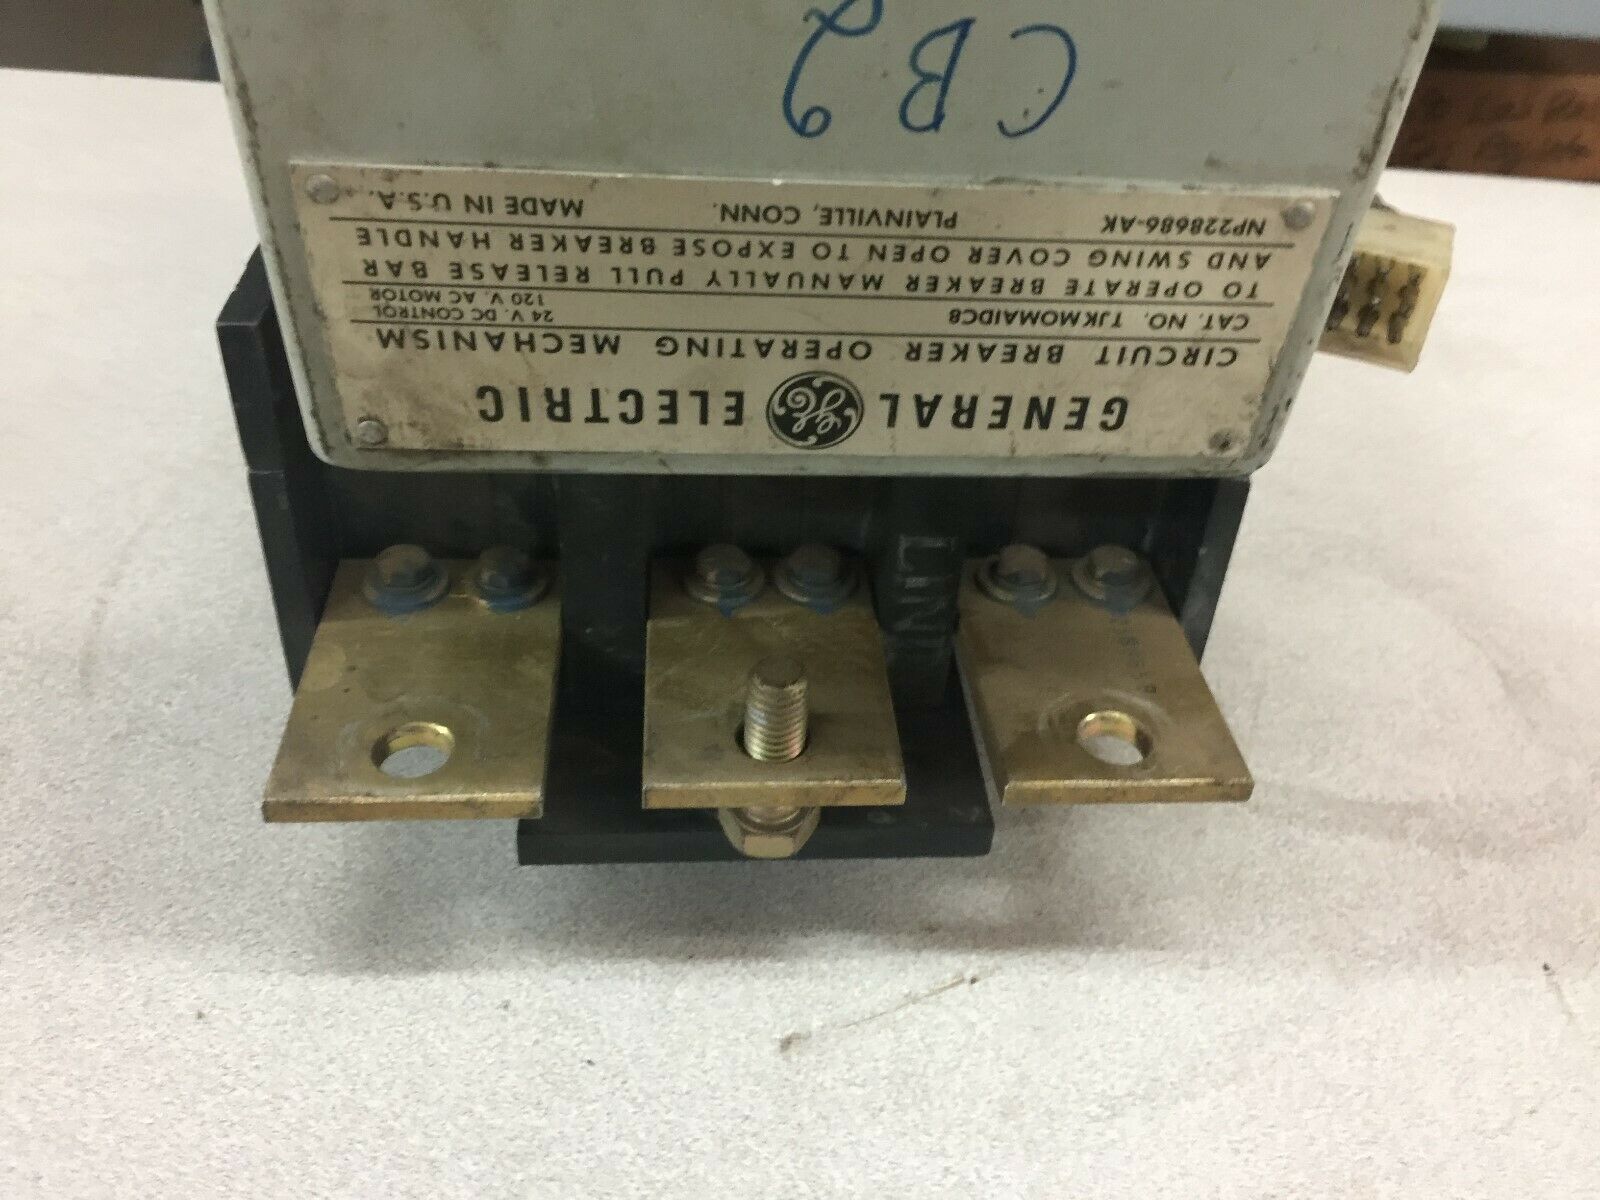 GENERAL ELECTRIC
CIRCUIT BREAKER OPERATING MECHANISM
CAT. NO. TJKMOMAIDC8 24 V. DC CONTROL
120 V. AC MOTOR
TO OPERATE BREAKER MANUALLY PULL RELEASE BAR
AND SWING COVER OPEN TO EXPOSE BREAKER HANDLE
NP228686-AK PLAINVILLE, CONN. MADE IN U.S.A.
CB2
LINE